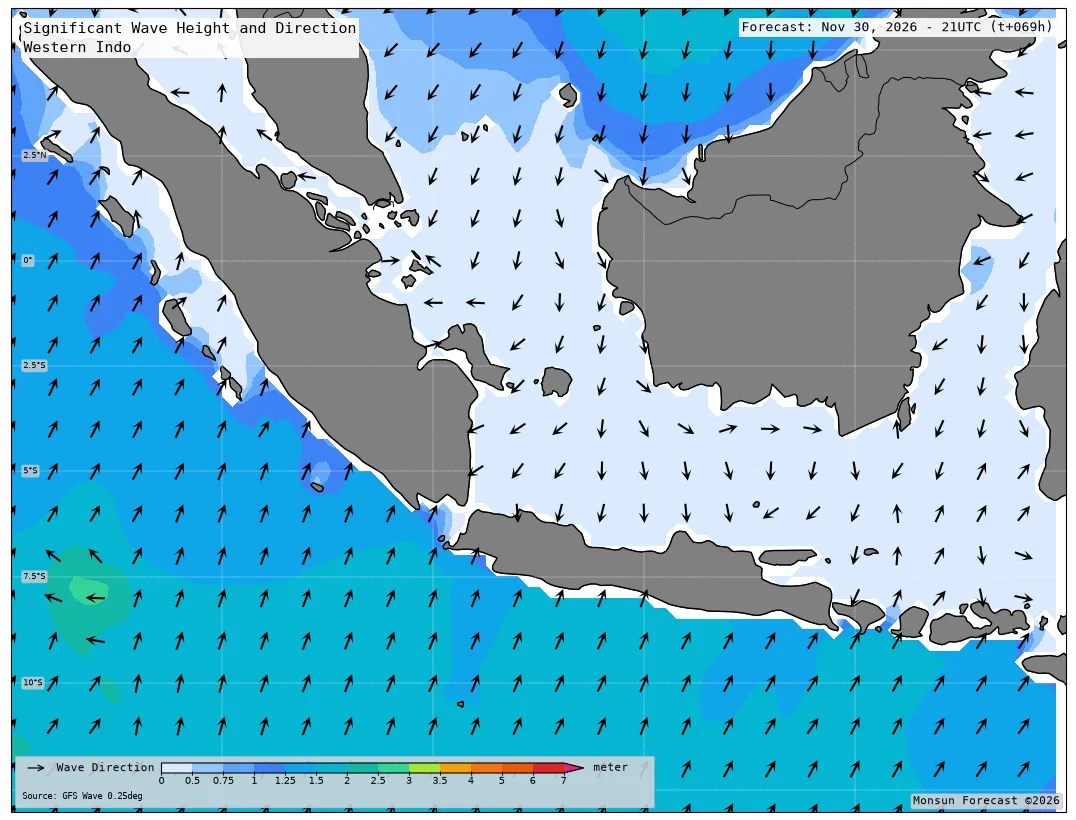 Significant Wave Height and Direction
Western Indo
Forecast: Nov 30, 2026 - 21UTC (t+069h)
2.5°N
0°
2.5°S
5°S
7.5°S
10°S
Wave Direction
0 0.5 0.75 1 1.25 1.5 2 2.5 3 3.5 4 5 6 7
meter
Source: GFS Wave 0.25deg
Monsun Forecast ©2026